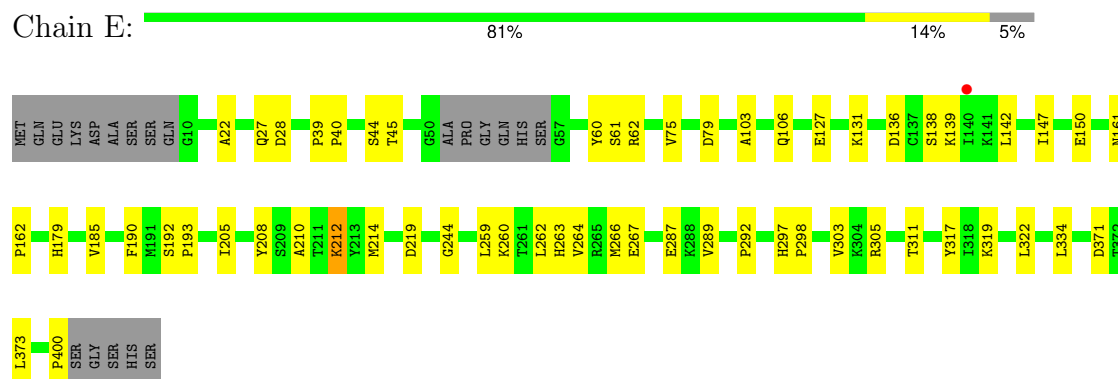 Chain E:
81% 14% 5%
MET GLN GLU LYS ASP ALA SER SER GLN G10 A22 Q27 D28 P39 P40 S44 T45 G50 ALA PRO GLY GLN HIS SER G57 Y60 S61 R62 V75 D79 A103 Q106 E127 K131 D136 C137 S138 K139 I140 K141 L142 I147 E150 N161
P162 H179 V185 F190 M191 S192 P193 I205 Y208 S209 A210 T211 K212 Y213 M214 D219 G244 L259 K260 T261 L262 H263 V264 R265 M266 E267 E287 K288 V289 P292 H297 P298 V303 K304 R305 T311 Y317 I318 K319 L322 L334 D371 T372
L373 P400 SER GLY SER HIS SER